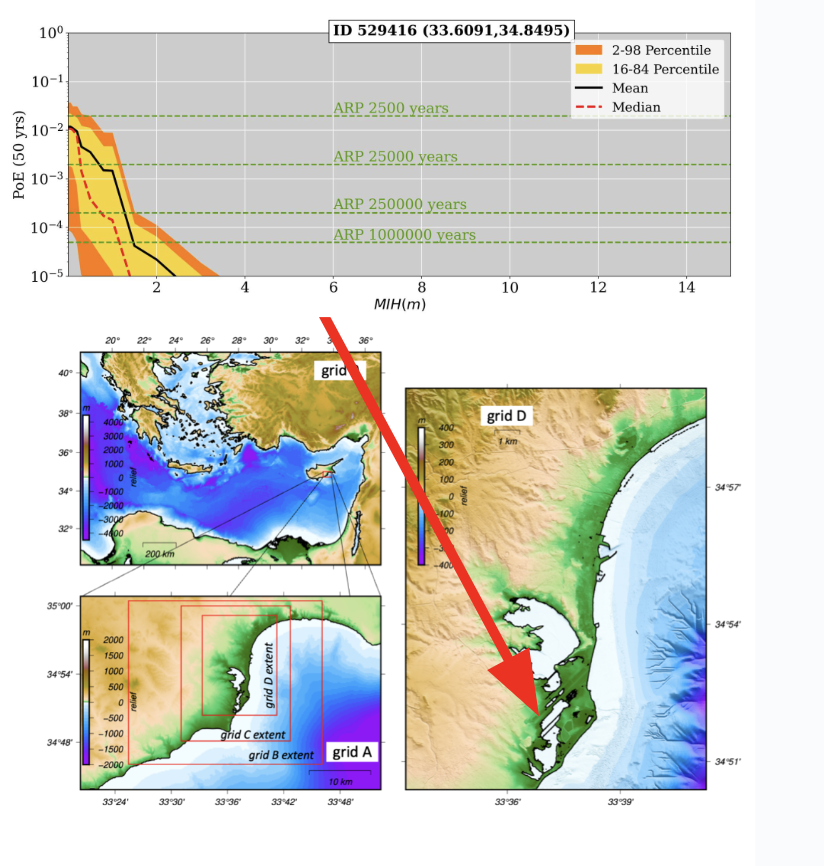 ID 529416 (33.6091,34.8495)
10⁰
10⁻¹
10⁻²
10⁻³
10⁻⁴
10⁻⁵
PoE (50 yrs)
2-98 Percentile
16-84 Percentile
Mean
Median
ARP 2500 years
ARP 25000 years
ARP 250000 years
ARP 1000000 years
2 4 6 8 10 12 14
MIH(m)
20° 22° 24° 26° 28° 30° 32° 36°
40°
38°
36°
34°
32°
grid
m
4000
3000
2000
1000
0
−1000
−2000
−3000
−4000
relief
200 km
35°00'
34°54'
34°48'
m
2000
1500
1000
500
0
−500
−1000
−1500
−2000
relief
grid D extent
grid C extent
grid B extent
grid A
10 km
33°24' 33°30' 33°36' 33°42' 33°48'
grid D
1 km
m
400
300
200
100
0
−100
−200
−300
−400
relief
34°57'
34°54'
34°51'
33°36' 33°39'